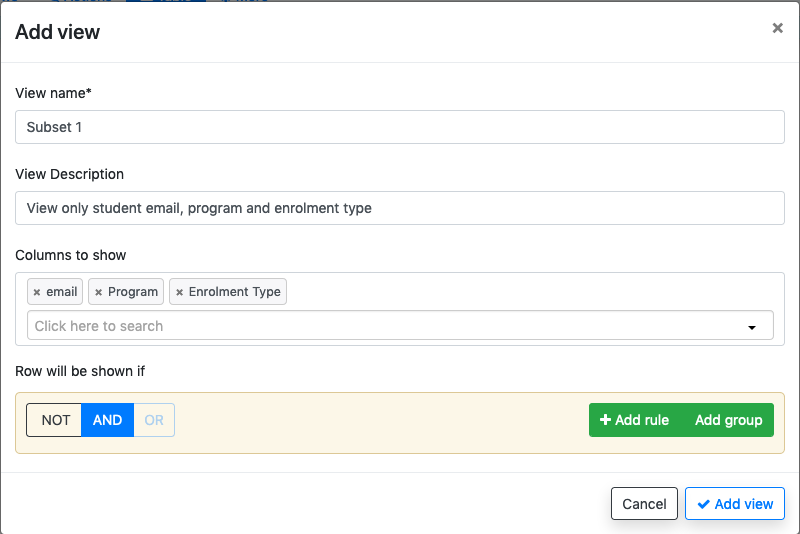 Add view
×
View name*
Subset 1
View Description
View only student email, program and enrolment type
Columns to show
× email × Program × Enrolment Type
Click here to search
Row will be shown if
NOT AND OR + Add rule Add group
Cancel Add view